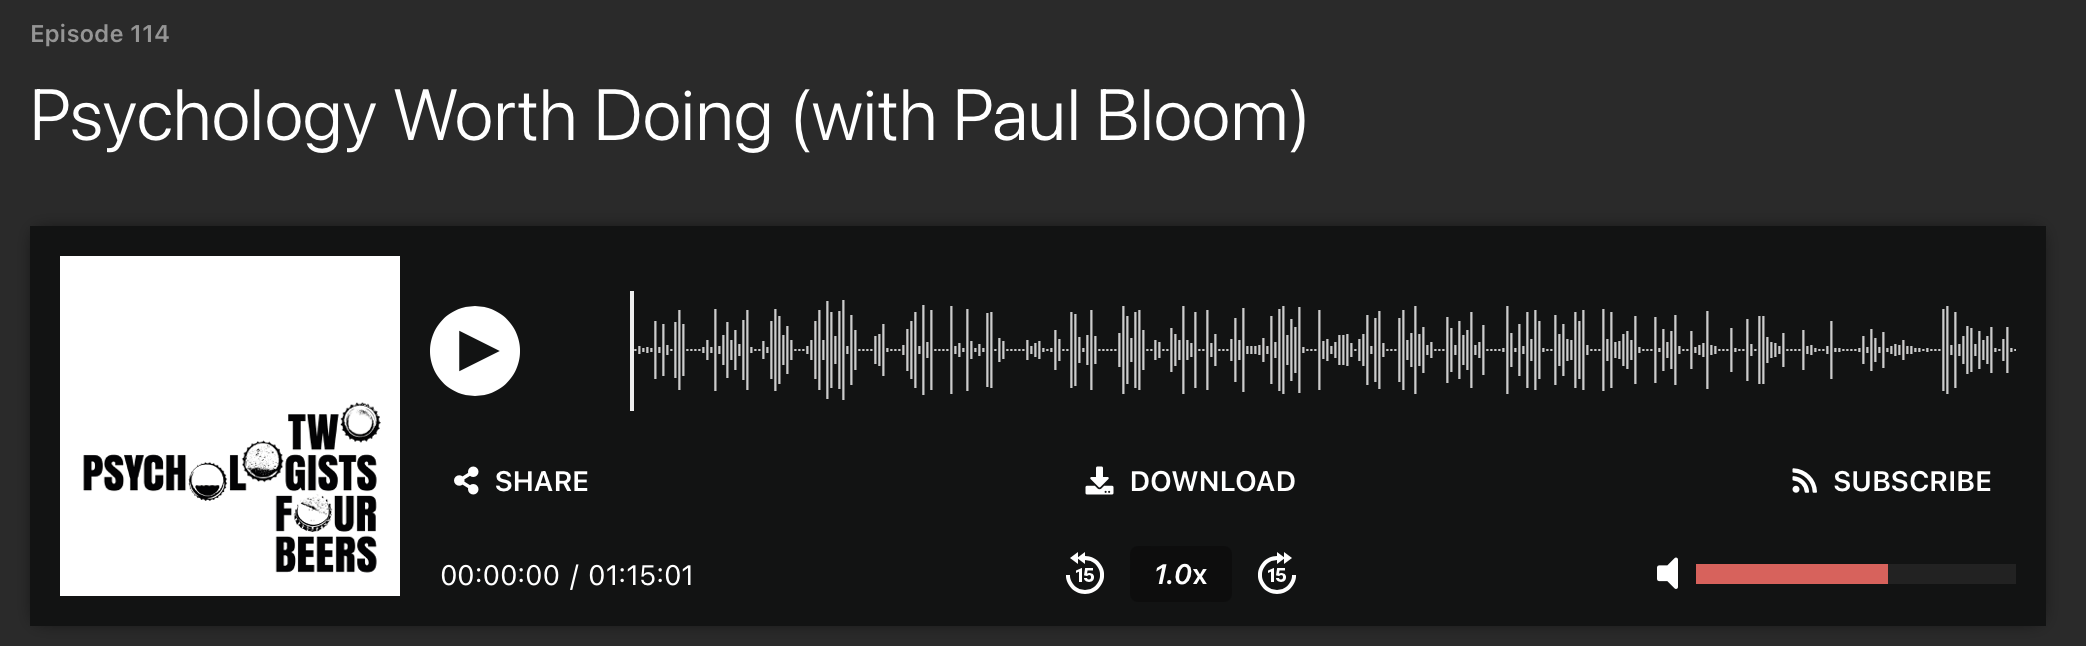 Episode 114
Psychology Worth Doing (with Paul Bloom)
TWO
PSYCHOLOGISTS
FOUR
BEERS
SHARE
DOWNLOAD
SUBSCRIBE
00:00:00 / 01:15:01
15
1.0x
15